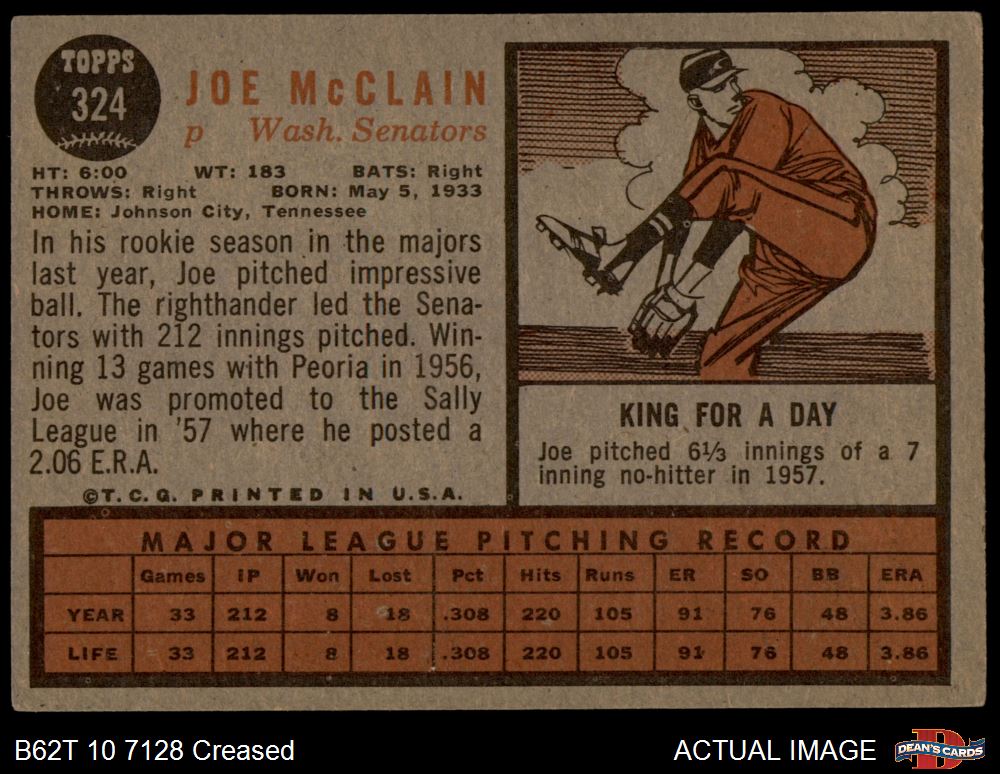 TOPPS
324
JOE McCLAIN
p Wash. Senators
HT: 6:00 WT: 183 BATS: Right
THROWS: Right BORN: May 5, 1933
HOME: Johnson City, Tennessee
In his rookie season in the majors
last year, Joe pitched impressive
ball. The righthander led the Sena-
tors with 212 innings pitched. Win-
ning 13 games with Peoria in 1956,
Joe was promoted to the Sally
League in '57 where he posted a
2.06 E.R.A.
©T.C.G. PRINTED IN U.S.A.
KING FOR A DAY
Joe pitched 6⅓ innings of a 7
inning no-hitter in 1957.
MAJOR LEAGUE PITCHING RECORD
Games IP Won Lost Pct Hits Runs ER SO BB ERA
YEAR 33 212 8 18 .308 220 105 91 76 48 3.86
LIFE 33 212 8 18 .308 220 105 91 76 48 3.86
B62T 10 7128 Creased
ACTUAL IMAGE
D
DEAN'S CARDS